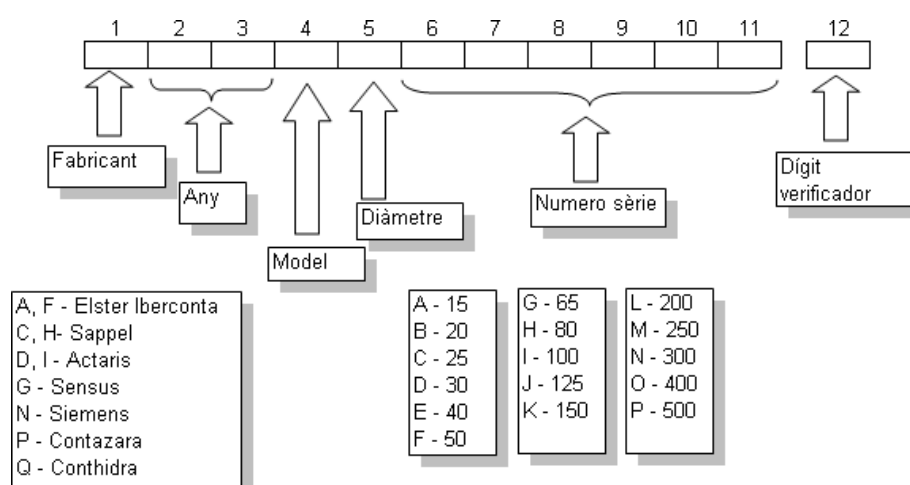 1 2 3 4 5 6 7 8 9 10 11 12
Fabricant
Any
Model
Diàmetre
Numero sèrie
Dígit
verificador
A, F - Elster Iberconta
C, H- Sappel
D, I - Actaris
G - Sensus
N - Siemens
P - Contazara
Q - Conthidra
A - 15
B - 20
C - 25
D - 30
E - 40
F - 50
G - 65
H - 80
I - 100
J - 125
K - 150
L - 200
M - 250
N - 300
O - 400
P - 500